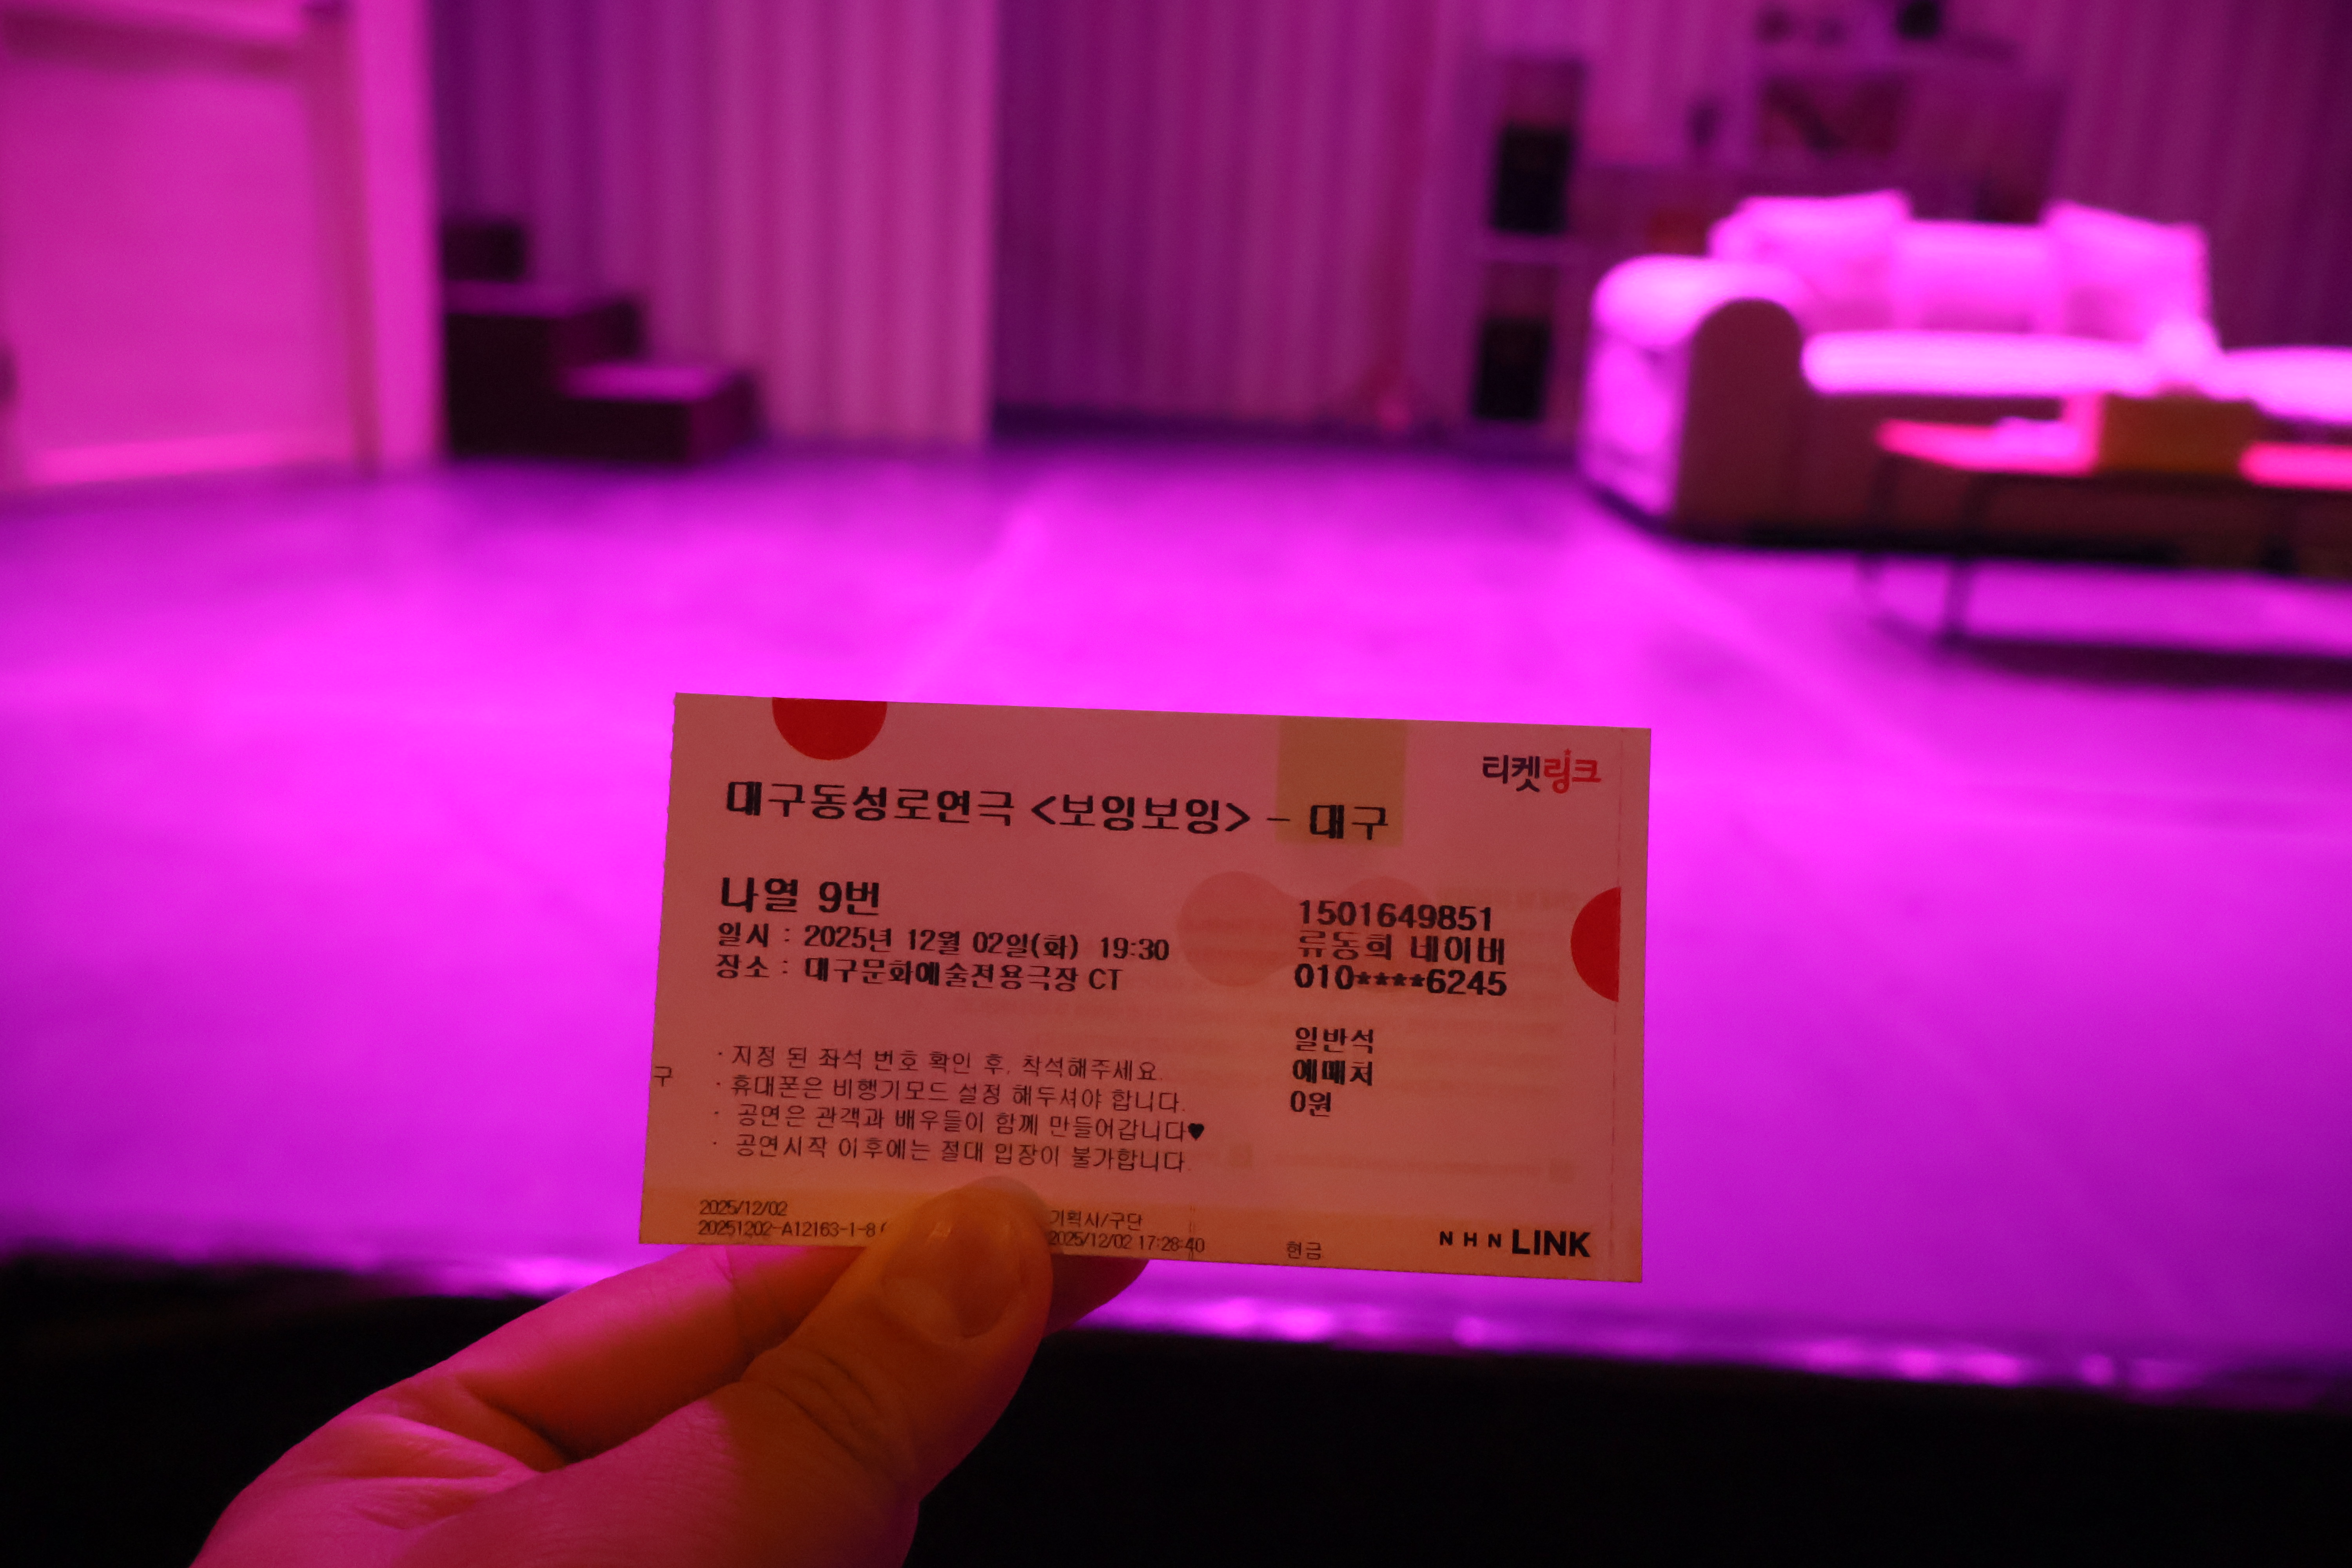 티켓링크
대구동성로연극 <보잉보잉> - 대구
나열 9번
일시 : 2025년 12월 02일(화) 19:30
장소 : 대구문화예술전용극장 CT
1501649851
류동희 네이버
010****6245
일반석
예매처
0원
· 지정 된 좌석 번호 확인 후, 착석해주세요.
· 휴대폰은 비행기모드 설정 해두셔야 합니다.
· 공연은 관객과 배우들이 함께 만들어갑니다♥
· 공연시작 이후에는 절대 입장이 불가합니다.
구
2025/12/02
20251202-A12163-1-8
기획사/구단
2025/12/02 17:28:40
현금
NHN LINK